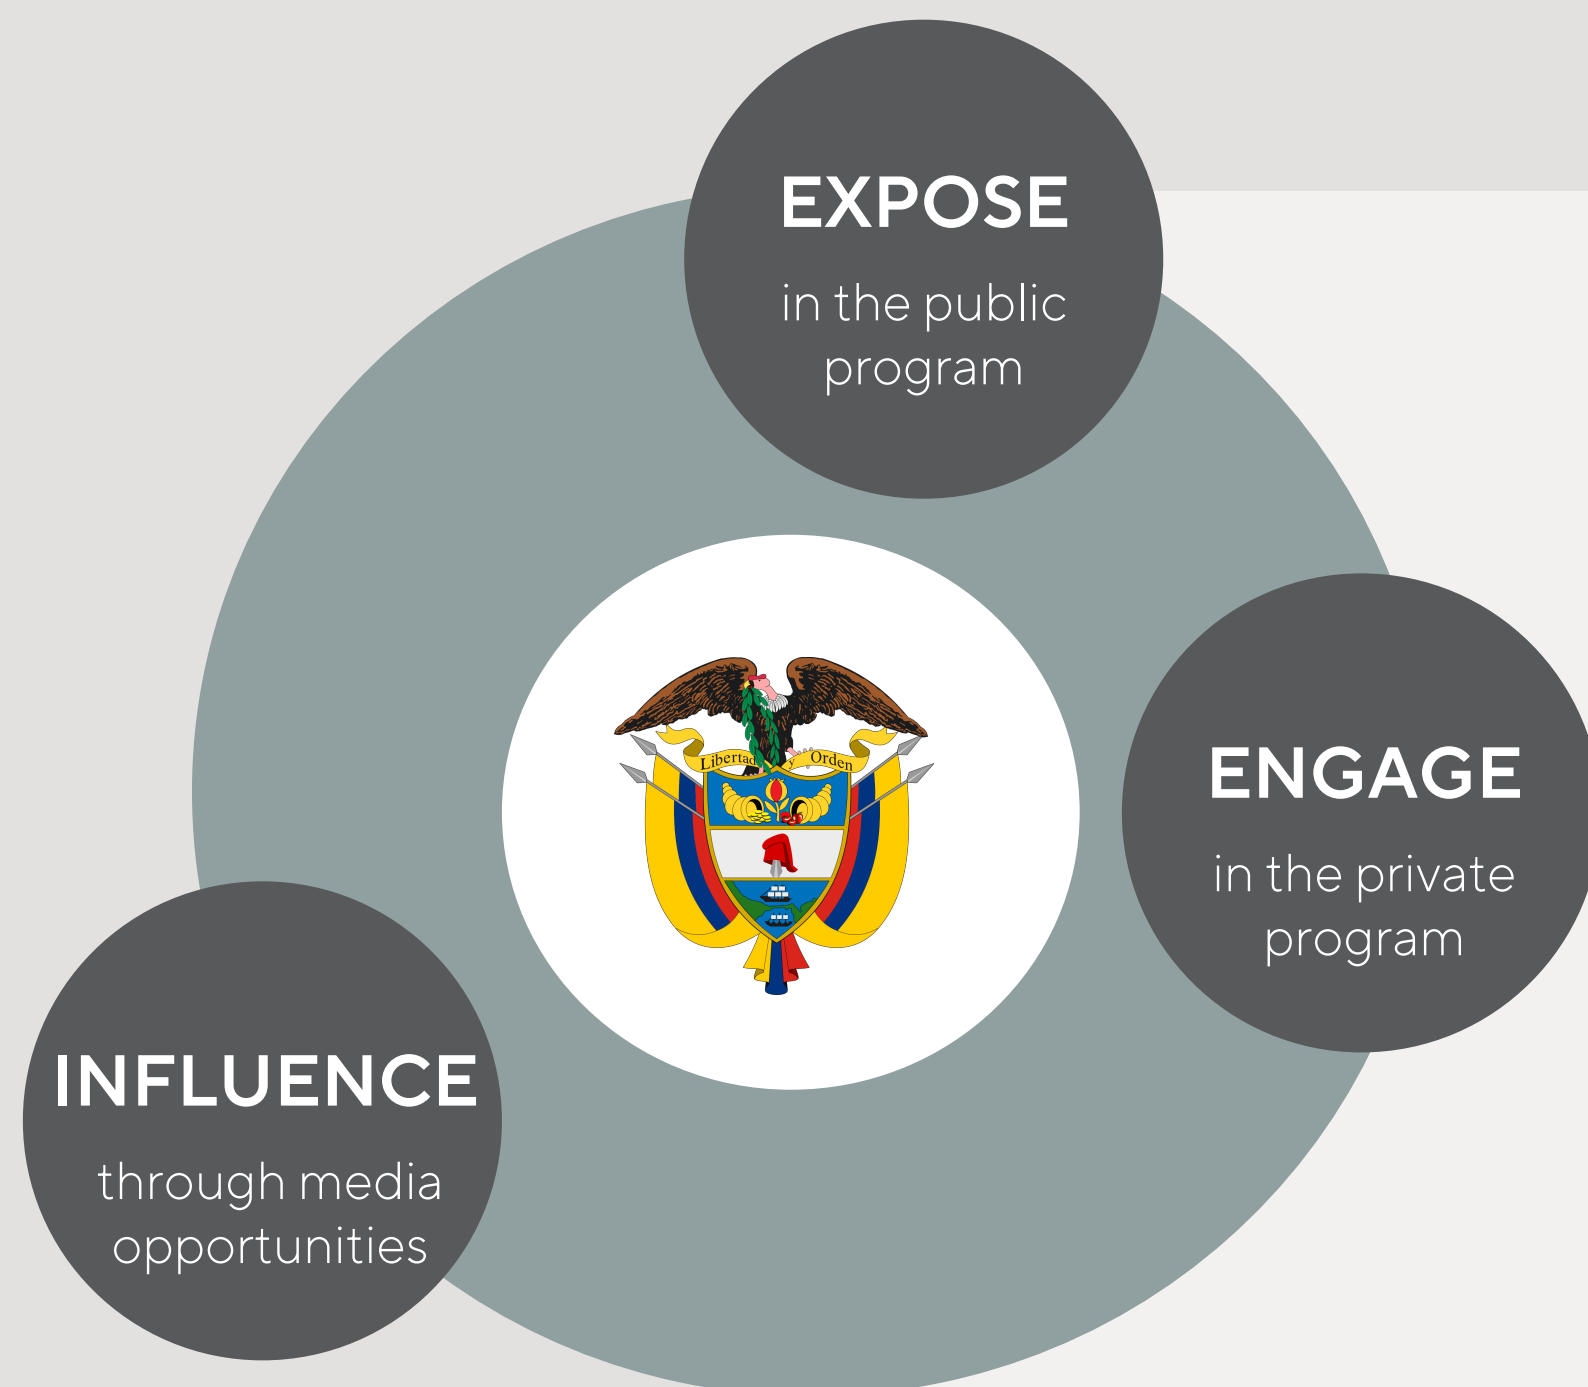 EXPOSE
in the public
program
Libertad y Orden
ENGAGE
in the private
program
INFLUENCE
through media
opportunities